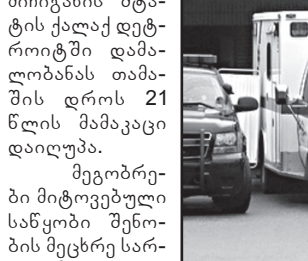 მიჩიგანის შტა-
ტის ქალაქ დეტ-
როიტში დამა-
ლობანას თამა-
შის დროს 21
წლის მამაკაცი
დაიღუპა.
მეგობრე-
ბი მიტოვებული
საწყობი შენო-
ბის მეცხრე სარ-